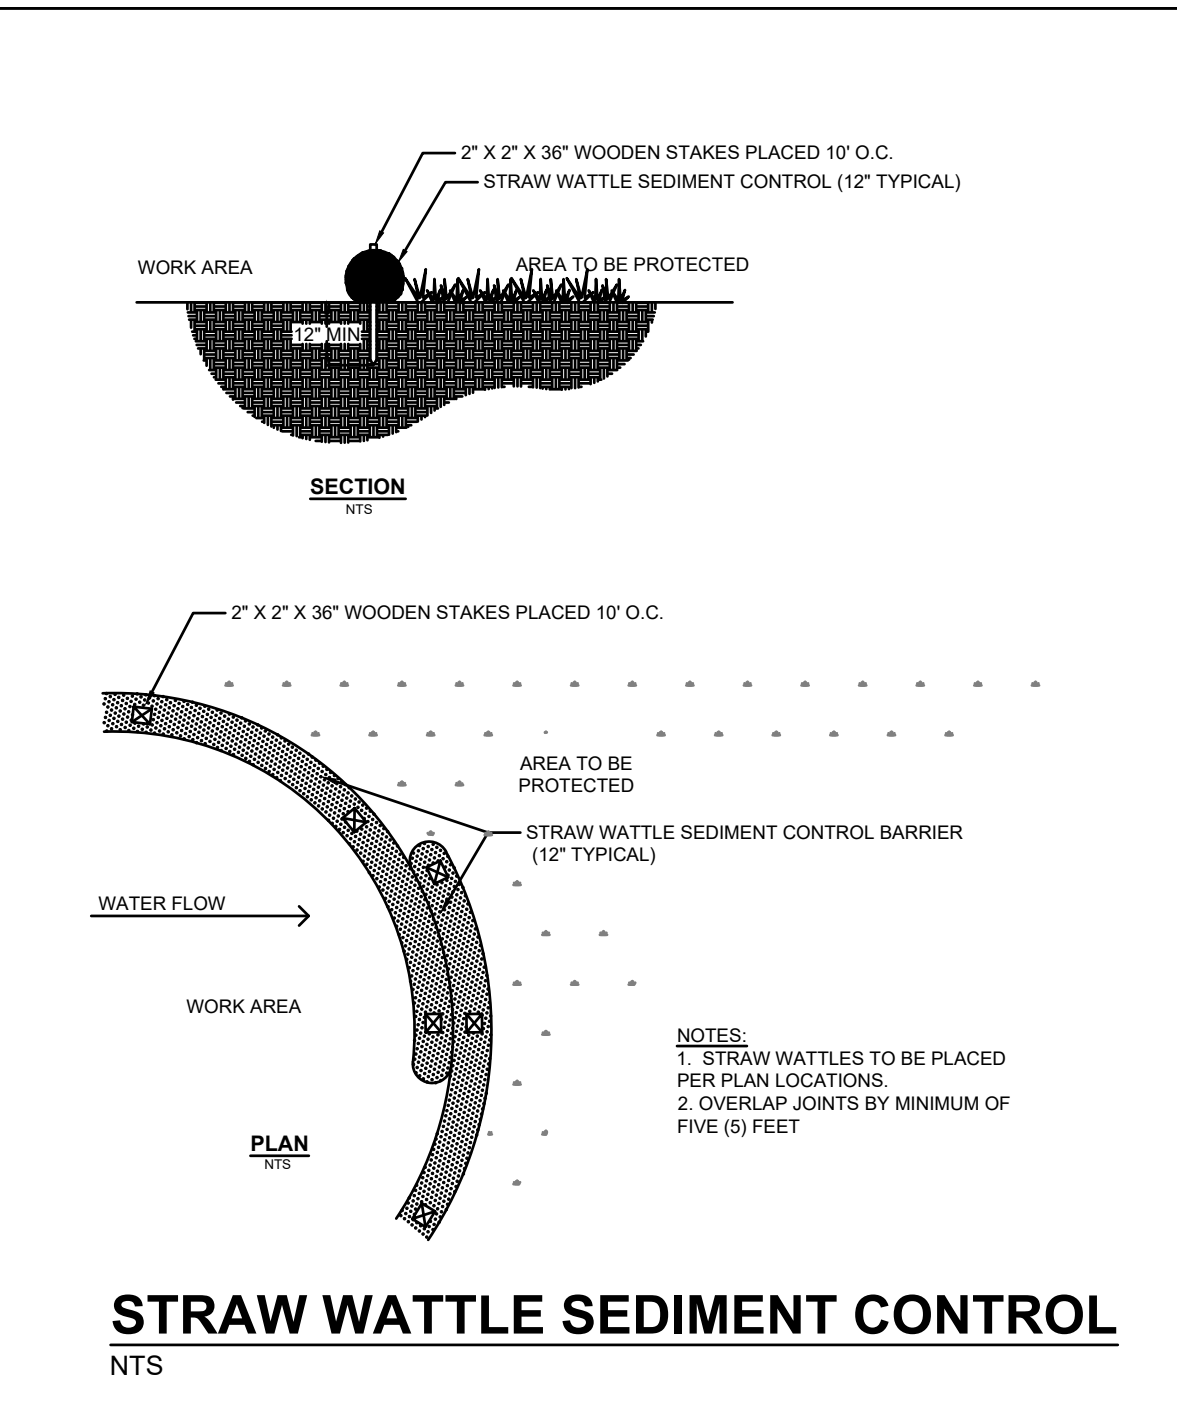 2" X 2" X 36" WOODEN STAKES PLACED 10' O.C.
STRAW WATTLE SEDIMENT CONTROL (12" TYPICAL)
WORK AREA
AREA TO BE PROTECTED
12" MIN
SECTION
NTS
2" X 2" X 36" WOODEN STAKES PLACED 10' O.C.
AREA TO BE
PROTECTED
STRAW WATTLE SEDIMENT CONTROL BARRIER
(12" TYPICAL)
WATER FLOW
WORK AREA
NOTES:
1. STRAW WATTLES TO BE PLACED
PER PLAN LOCATIONS.
2. OVERLAP JOINTS BY MINIMUM OF
FIVE (5) FEET
PLAN
NTS
STRAW WATTLE SEDIMENT CONTROL
NTS